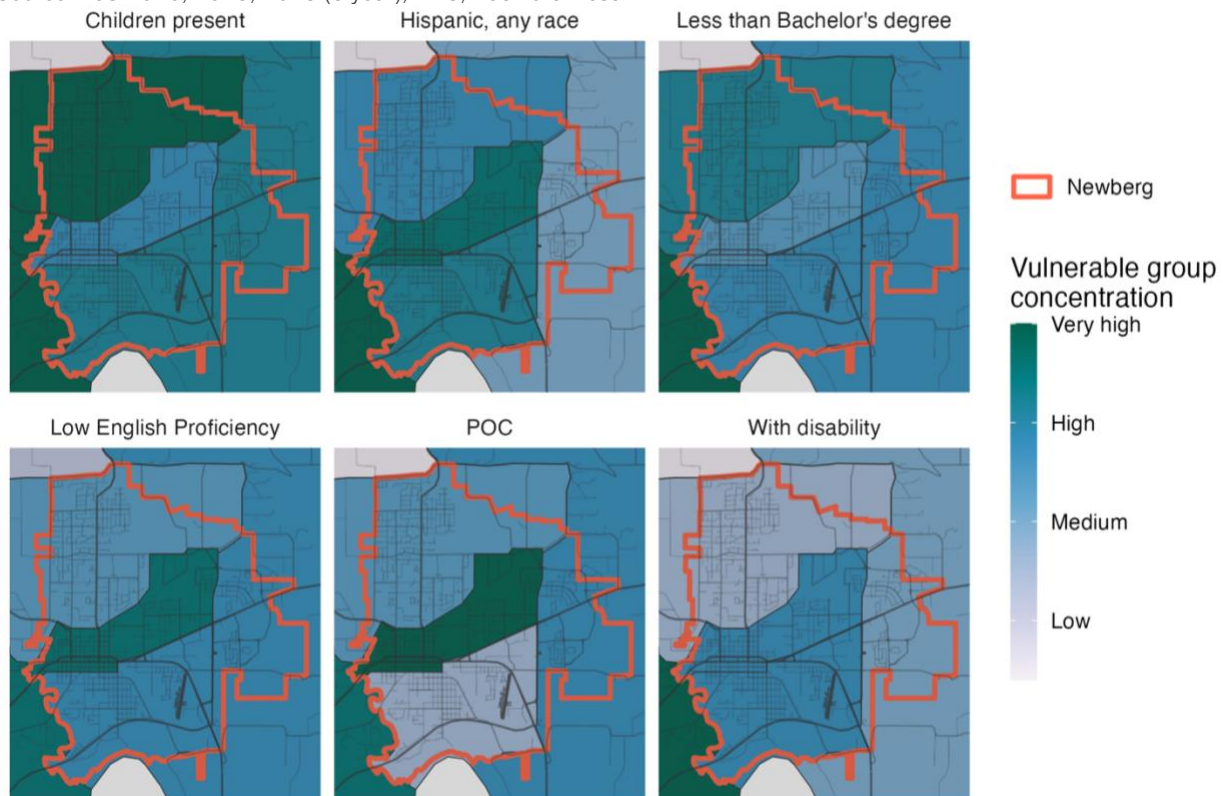 Children present
Hispanic, any race
Less than Bachelor's degree
Low English Proficiency
POC
With disability
Newberg
Vulnerable group
concentration
Very high
High
Medium
Low